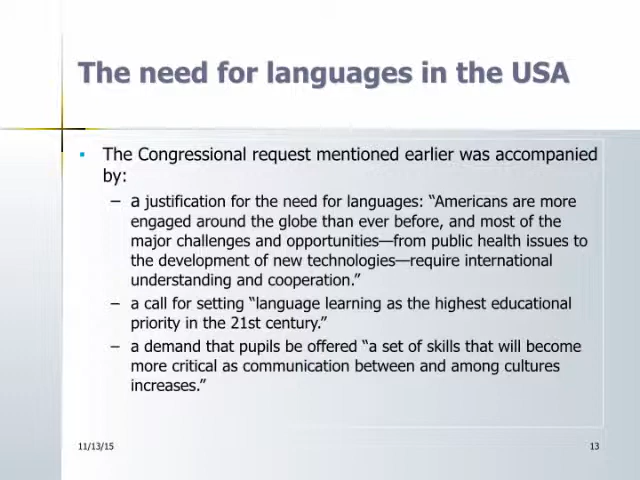 The need for languages in the USA
▪ The Congressional request mentioned earlier was accompanied
by:
– a justification for the need for languages: “Americans are more
engaged around the globe than ever before, and most of the
major challenges and opportunities—from public health issues to
the development of new technologies—require international
understanding and cooperation.”
– a call for setting “language learning as the highest educational
priority in the 21st century.”
– a demand that pupils be offered “a set of skills that will become
more critical as communication between and among cultures
increases.”
11/13/15
13